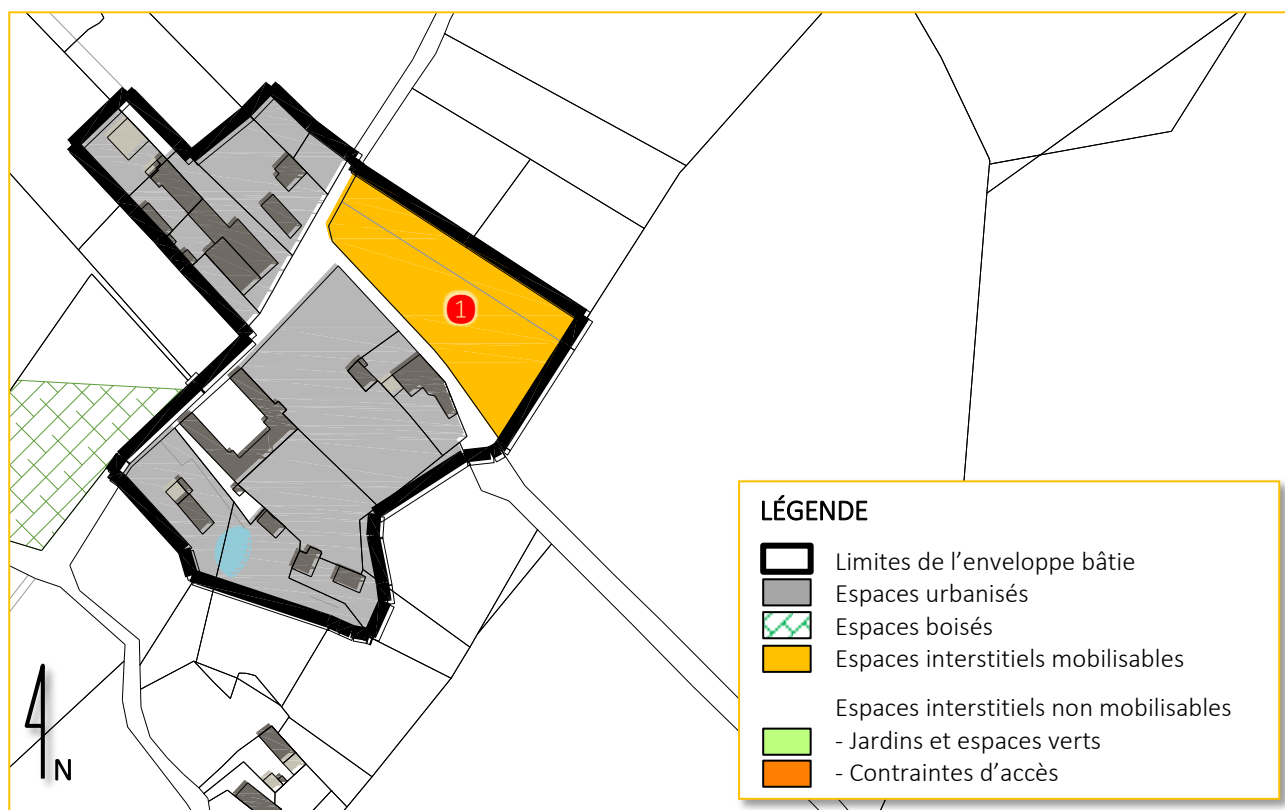 1
LÉGENDE
Limites de l’enveloppe bâtie
Espaces urbanisés
Espaces boisés
Espaces interstitiels mobilisables
Espaces interstitiels non mobilisables
- Jardins et espaces verts
- Contraintes d’accès
N